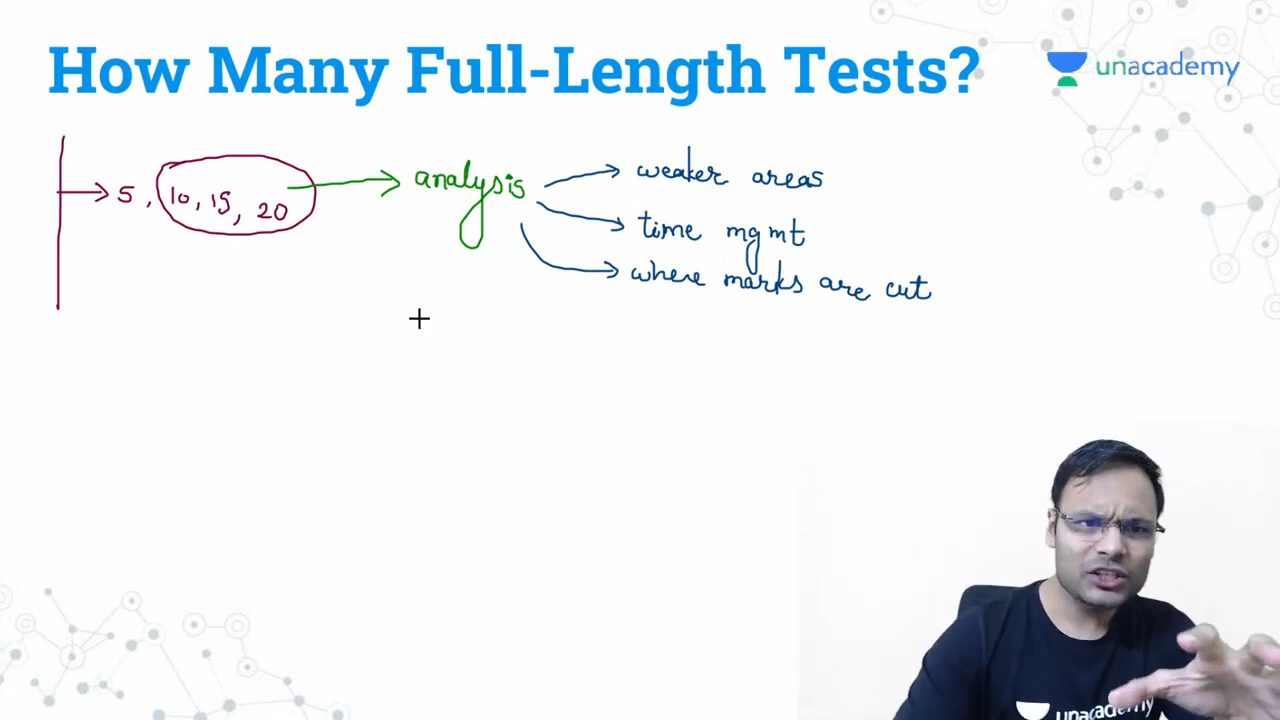 How Many Full-Length Tests?
unacademy
5, 10, 15, 20
analysis
weaker areas
time mgmt
where marks are cut
unacademy